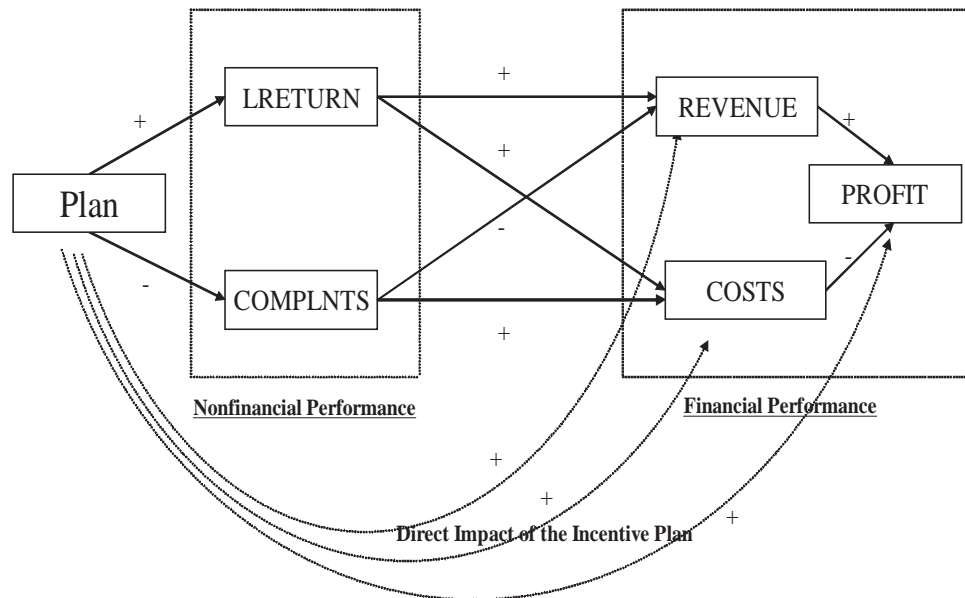 +
LRETURN
REVENUE
+
+
+
Plan
PROFIT
-
-
-
COMPLNTS
COSTS
+
Nonfinancial Performance
Financial Performance
+
+
+
Direct Impact of the Incentive Plan